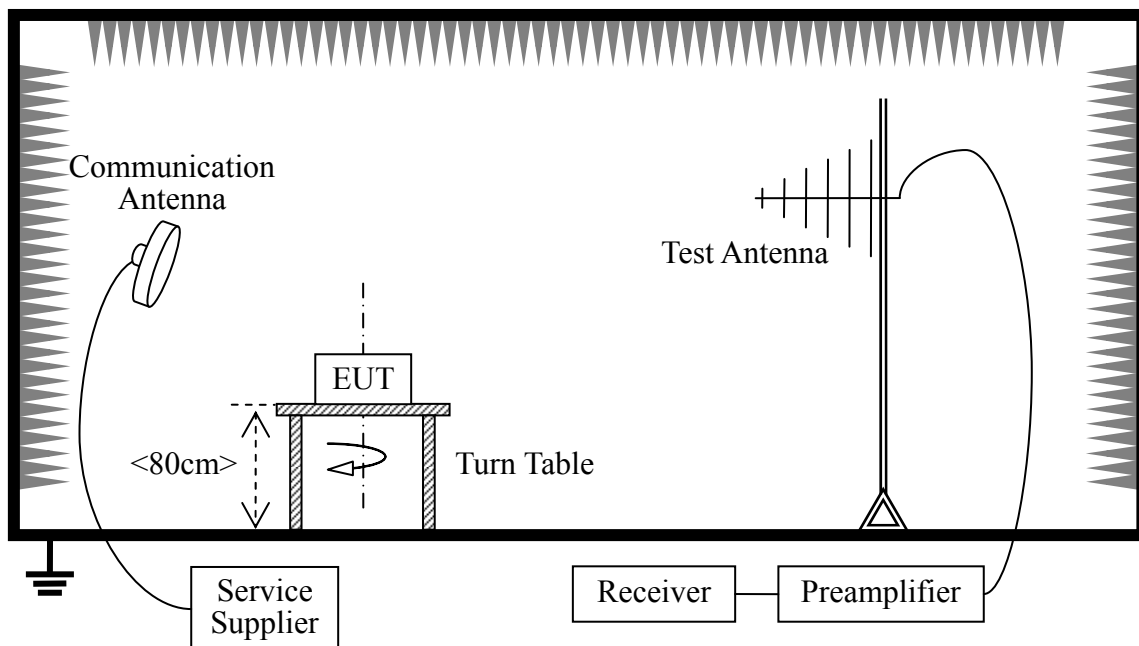 Communication
Antenna
Test Antenna
EUT
<80cm>
Turn Table
Service
Supplier
Receiver
Preamplifier